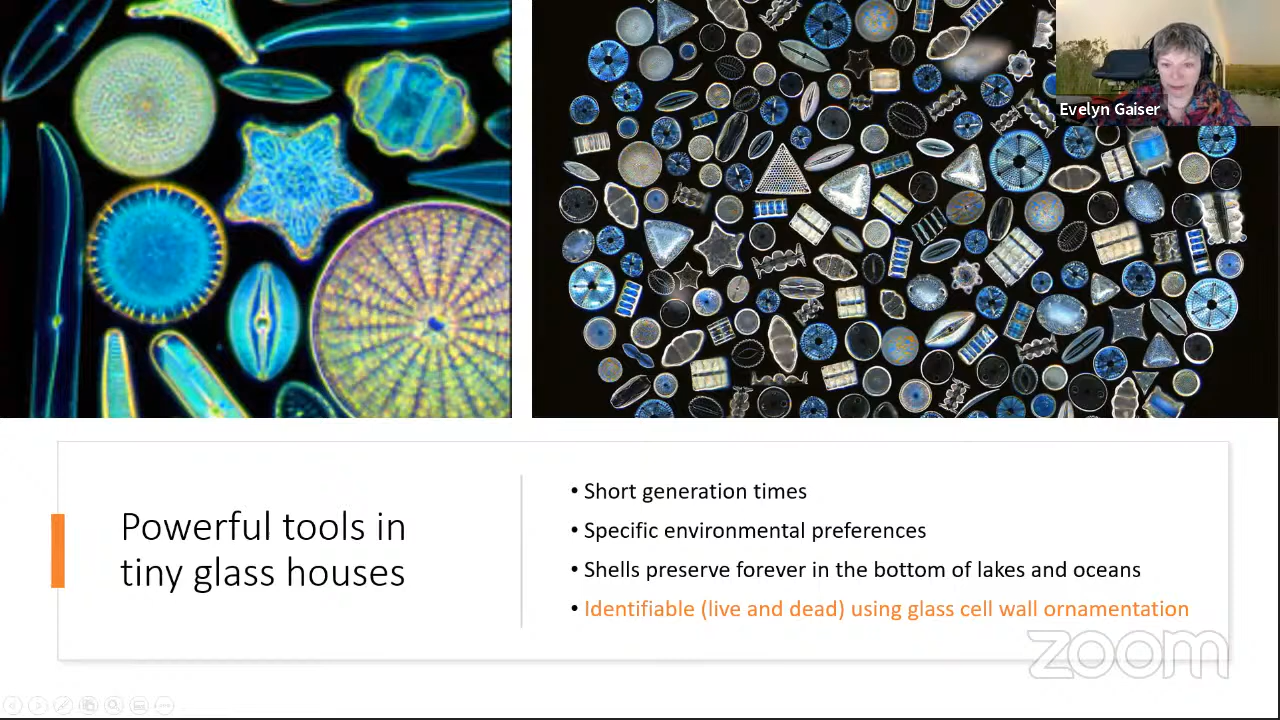 Evelyn Gaiser
Powerful tools in
tiny glass houses
• Short generation times
• Specific environmental preferences
• Shells preserve forever in the bottom of lakes and oceans
• Identifiable (live and dead) using glass cell wall ornamentation
zoom